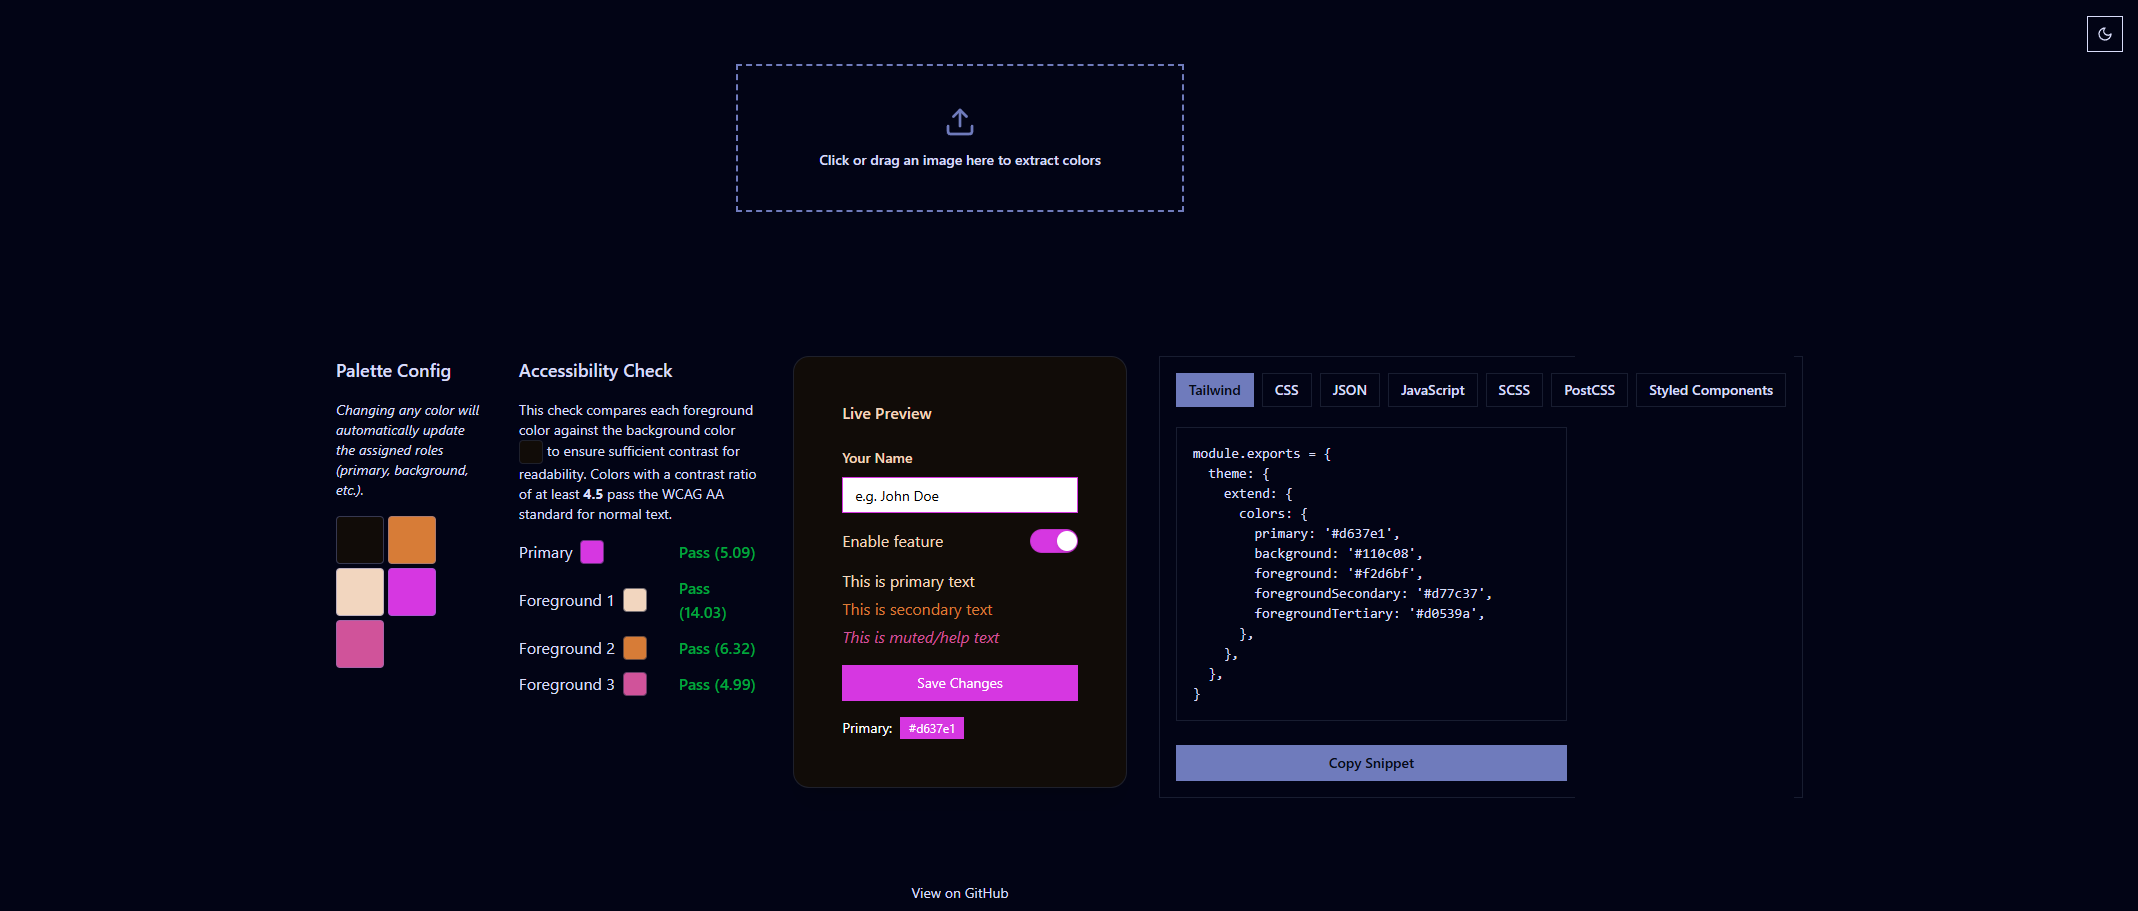 Click or drag an image here to extract colors
Palette Config
Changing any color will
automatically update
the assigned roles
(primary, background,
etc.).
Accessibility Check
This check compares each foreground
color against the background color
to ensure sufficient contrast for
readability. Colors with a contrast ratio
of at least 4.5 pass the WCAG AA
standard for normal text.
Primary Pass (5.09)
Foreground 1 Pass
(14.03)
Foreground 2 Pass (6.32)
Foreground 3 Pass (4.99)
Live Preview
Your Name
e.g. John Doe
Enable feature
This is primary text
This is secondary text
This is muted/help text
Save Changes
Primary: #d637e1
Tailwind CSS JSON JavaScript SCSS PostCSS Styled Components
module.exports = {
  theme: {
    extend: {
      colors: {
        primary: '#d637e1',
        background: '#110c08',
        foreground: '#f2d6bf',
        foregroundSecondary: '#d77c37',
        foregroundTertiary: '#d0539a',
      },
    },
  },
}
Copy Snippet
View on GitHub